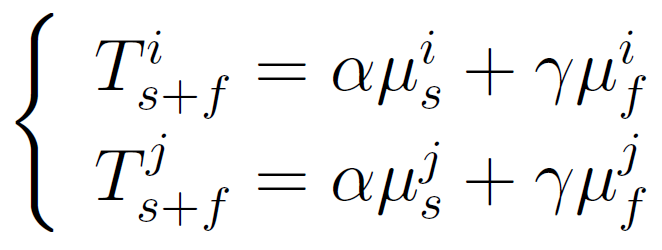 T^i_{s+f} = αμ^i_s + γμ^i_f
T^j_{s+f} = αμ^j_s + γμ^j_f